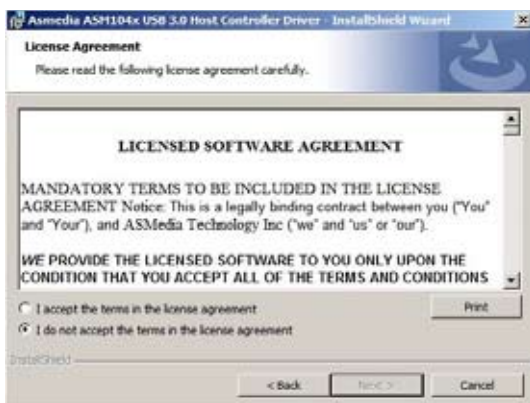 Asmedia ASM104x USB 3.0 Host Controller Driver - InstallShield Wizard
License Agreement
Please read the following license agreement carefully.
LICENSED SOFTWARE AGREEMENT
MANDATORY TERMS TO BE INCLUDED IN THE LICENSE
AGREEMENT Notice: This is a legally binding contract between you ("You"
and "Your"), and ASMedia Technology Inc ("we" and "us" or "our").
WE PROVIDE THE LICENSED SOFTWARE TO YOU ONLY UPON THE
CONDITION THAT YOU ACCEPT ALL OF THE TERMS AND CONDITIONS
I accept the terms in the license agreement
Print
I do not accept the terms in the license agreement
InstallShield
< Back
Next >
Cancel